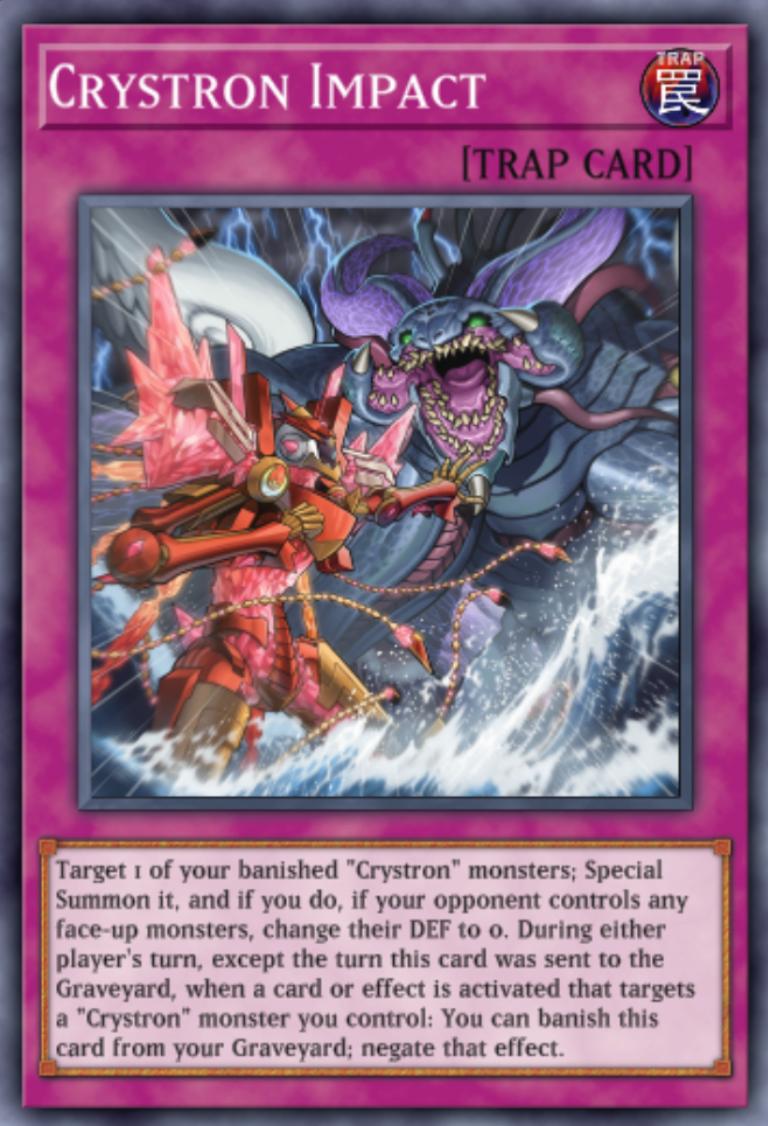 Crystron Impact
TRAP
罠
[TRAP CARD]
Target 1 of your banished "Crystron" monsters; Special
Summon it, and if you do, if your opponent controls any
face-up monsters, change their DEF to 0. During either
player's turn, except the turn this card was sent to the
Graveyard, when a card or effect is activated that targets
a "Crystron" monster you control: You can banish this
card from your Graveyard; negate that effect.